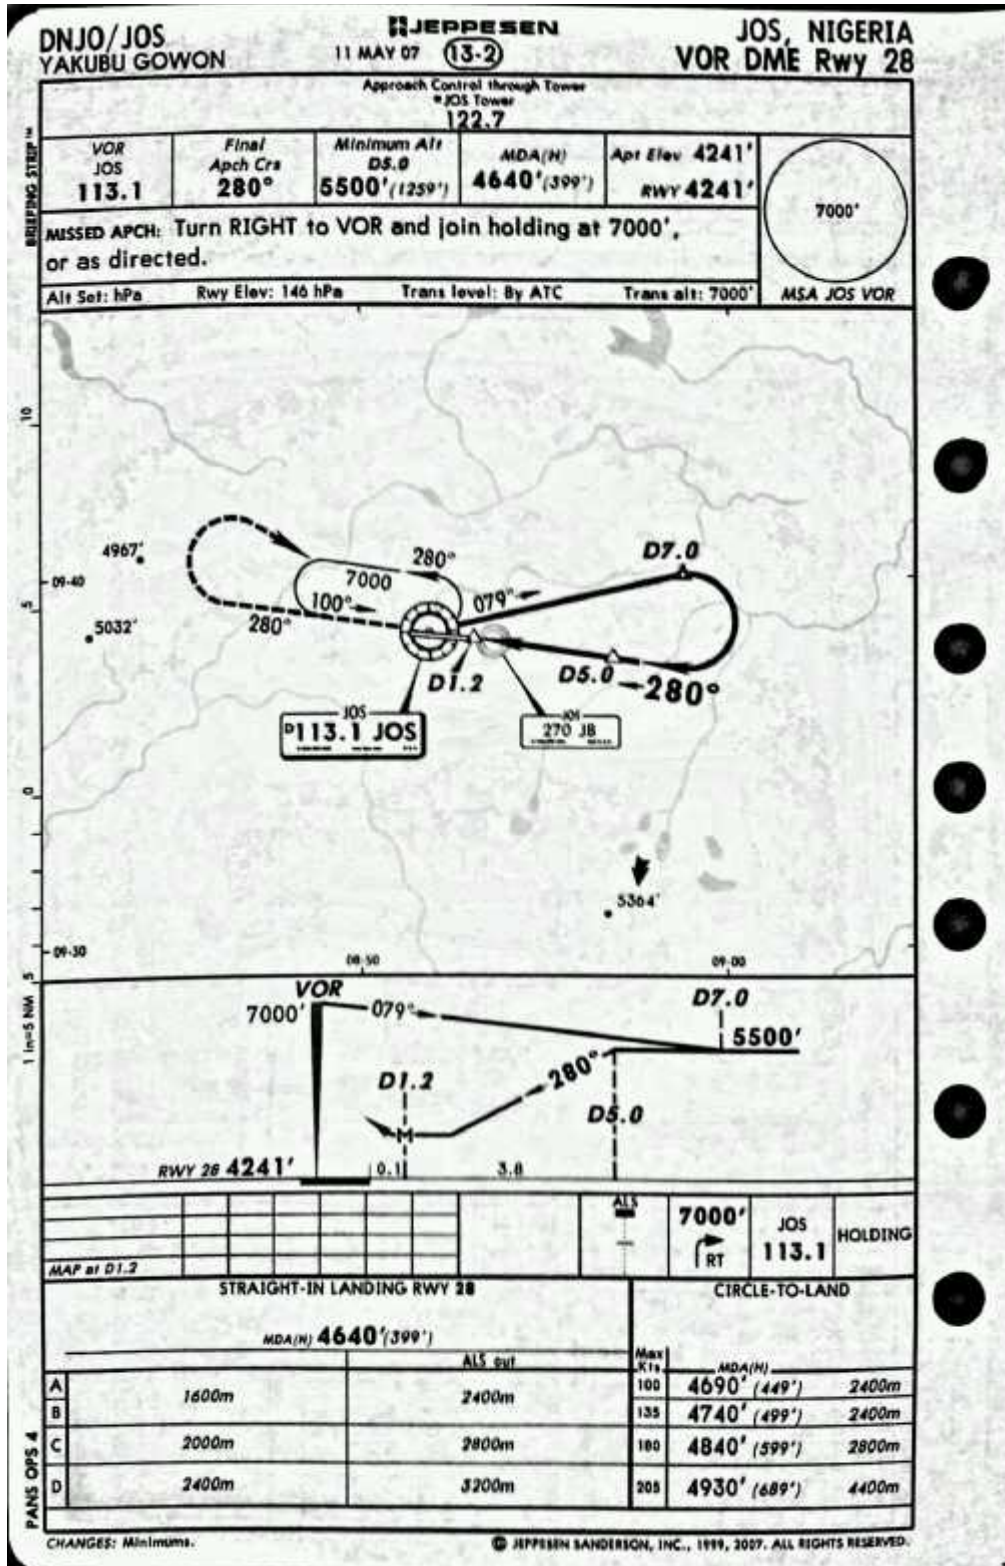 DNJO/JOS
YAKUBU GOWON
JEPPESEN
11 MAY 07 13-2
JOS, NIGERIA
VOR DME Rwy 28
BRIEFING STRIP™
Approach Control through Tower
*JOS Tower
122.7
VOR
JOS
113.1
Final
Apch Crs
280°
Minimum Alt
D5.0
5500'(1259')
MDA(H)
4640'(399')
Apt Elev 4241'
RWY 4241'
7000'
MSA JOS VOR
MISSED APCH: Turn RIGHT to VOR and join holding at 7000',
or as directed.
Alt Set: hPa Rwy Elev: 146 hPa Trans level: By ATC Trans alt: 7000'
10
4967'
09-40
5
5032'
280°
7000
100°
280°
079°
D7.0
D1.2
D5.0
280°
JOS
D113.1 JOS
JOS
270 JB
0
5364'
09-30
08-50
09-00
5
1 in=5 NM
VOR
7000'
079°
D7.0
5500'
280°
D1.2
D5.0
M
RWY 28 4241'
0.1
3.8
MAP at D1.2
ALS
7000'
RT
JOS
113.1
HOLDING
STRAIGHT-IN LANDING RWY 28
CIRCLE-TO-LAND
MDA(H) 4640'(399')
ALS out
Max
Kts
MDA(H)
A
B
1600m
2400m
100 4690' (449') 2400m
135 4740' (499') 2400m
C 2000m 2800m
180 4840' (599') 2800m
D 2400m 3200m
205 4930' (689') 4400m
PANS OPS 4
CHANGES: Minimums.
© JEPPESEN SANDERSON, INC., 1999, 2007. ALL RIGHTS RESERVED.